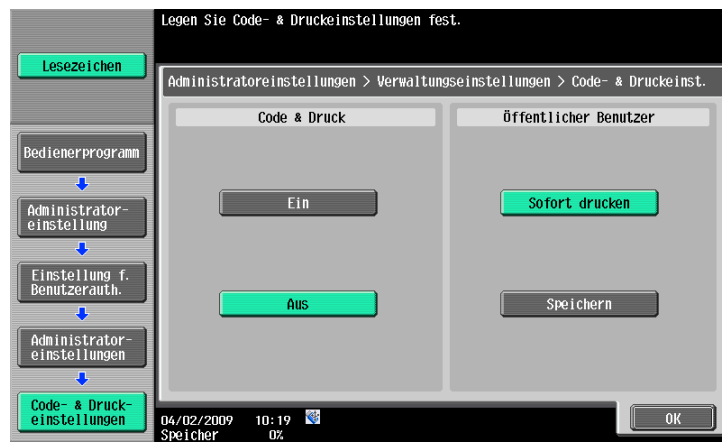 Legen Sie Code- & Druckeinstellungen fest.
Lesezeichen
Administratoreinstellungen > Verwaltungseinstellungen > Code- & Druckeinst.
Code & Druck
Öffentlicher Benutzer
Bedienerprogramm
Ein
Sofort drucken
Administrator-
einstellung
Einstellung f.
Benutzerauth.
Aus
Speichern
Administrator-
einstellungen
Code- & Druck-
einstellungen
04/02/2009 10:19
Speicher 0%
OK